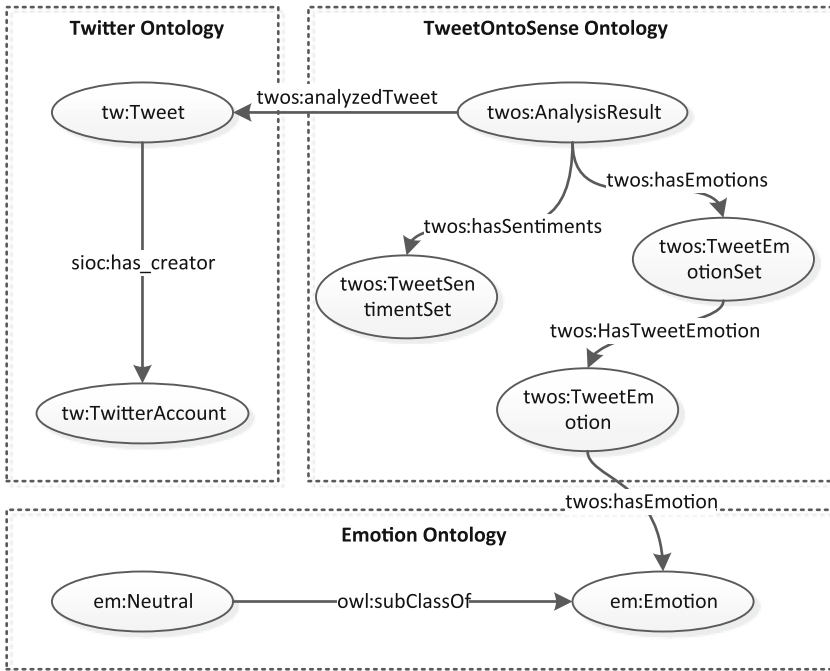 Twitter Ontology
TweetOntoSense Ontology
tw:Tweet
twos:analyzedTweet
twos:AnalysisResult
twos:hasEmotions
twos:hasSentiments
sioc:has_creator
twos:TweetEm
otionSet
twos:TweetSen
timentSet
twos:HasTweetEmotion
tw:TwitterAccount
twos:TweetEm
otion
twos:hasEmotion
Emotion Ontology
em:Neutral
owl:subClassOf
em:Emotion